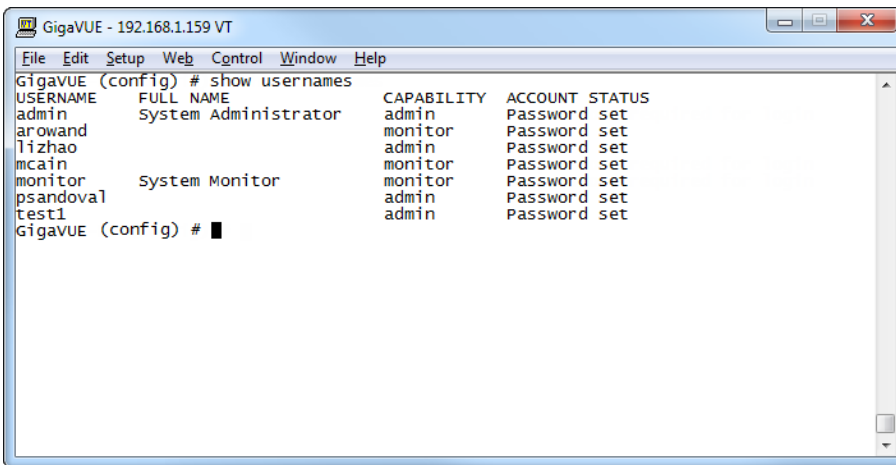 GigaVUE - 192.168.1.159 VT
File Edit Setup Web Control Window Help
GigaVUE (config) # show usernames
USERNAME FULL NAME CAPABILITY ACCOUNT STATUS
admin System Administrator admin Password set
arowand monitor Password set
lizhao admin Password set
mcain monitor Password set
monitor System Monitor monitor Password set
psandoval admin Password set
test1 admin Password set
GigaVUE (config) #